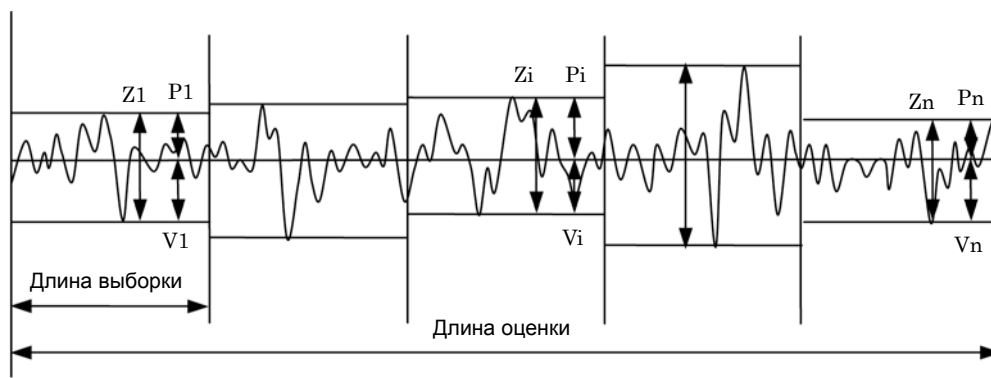 Z1 P1 Zi Pi Zn Pn
V1 Vi Vn
Длина выборки
Длина оценки